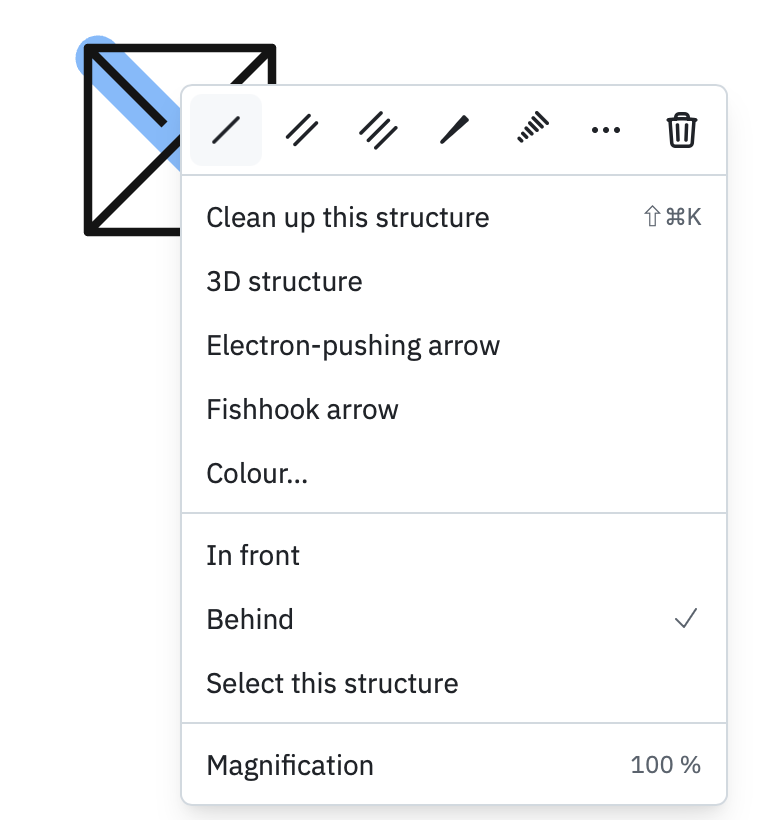 Clean up this structure ⇧⌘K
3D structure
Electron-pushing arrow
Fishhook arrow
Colour...
In front
Behind
Select this structure
Magnification 100 %